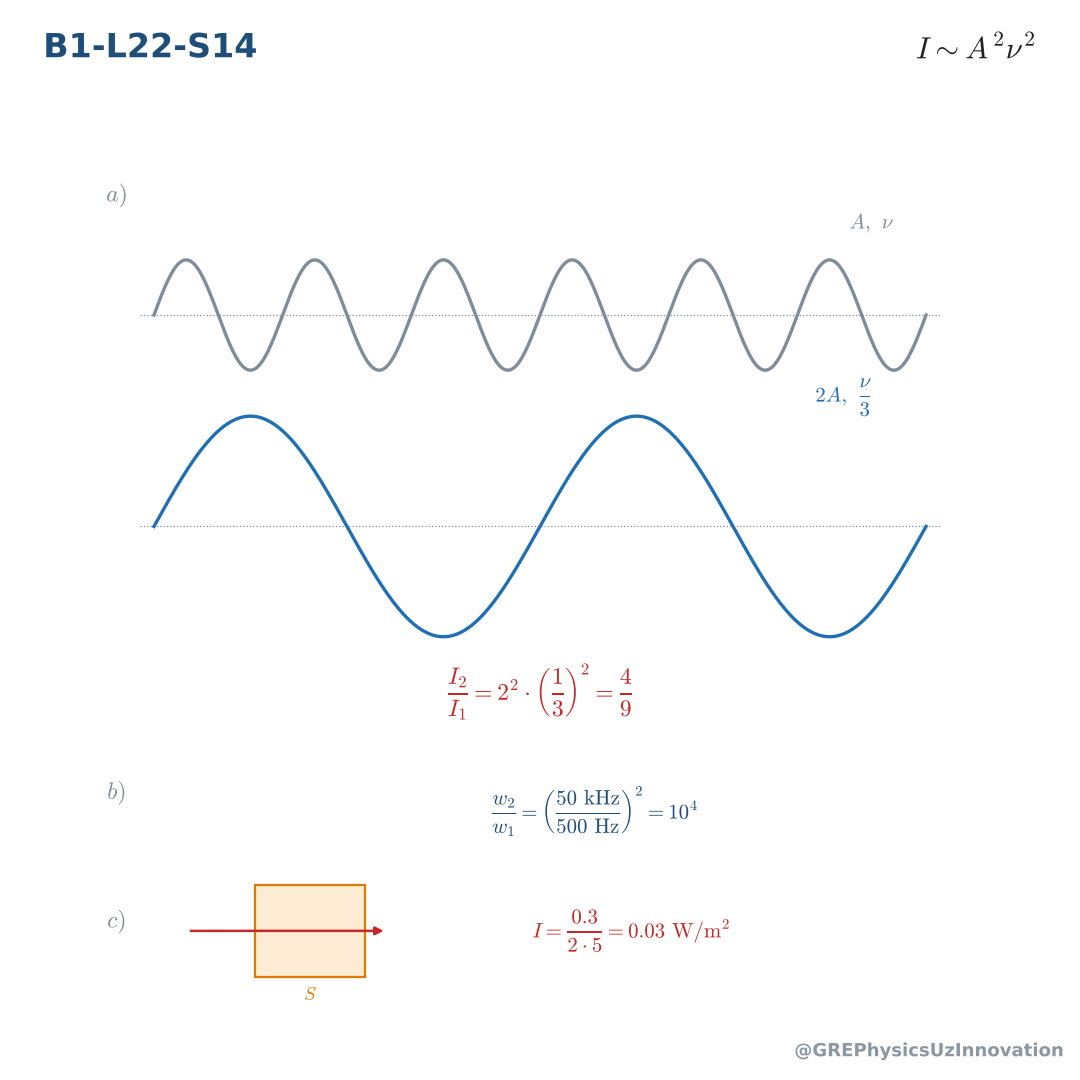 B1-L22-S14
I ∼ A²ν²
a)
A, ν
2A, ν/3
I₂/I₁ = 2² · (1/3)² = 4/9
b)
w₂/w₁ = (50 kHz/500 Hz)² = 10⁴
c)
I = 0.3/(2 · 5) = 0.03 W/m²
S
@GREPhysicsUzInnovation